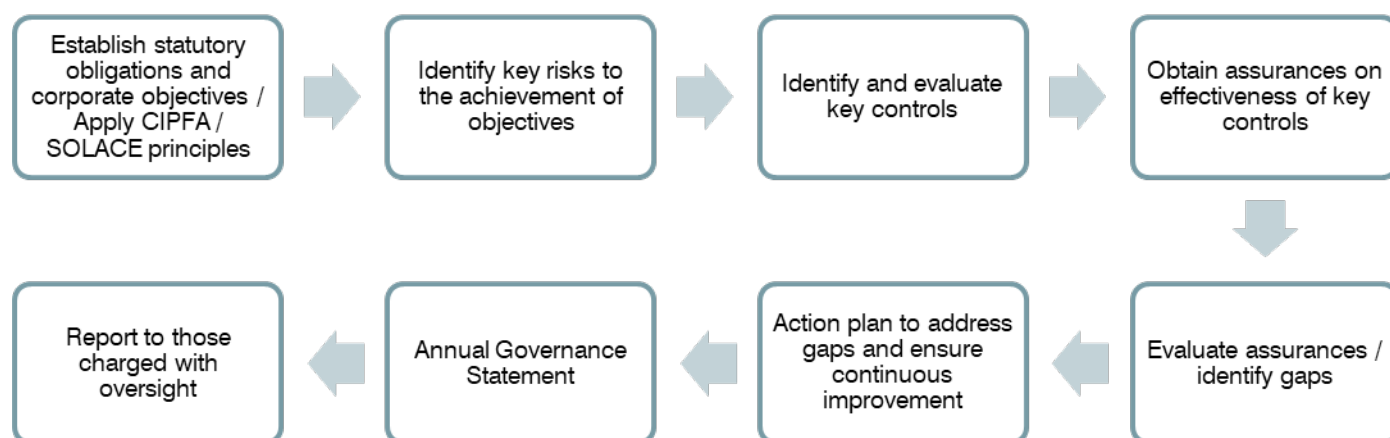 Establish statutory
obligations and
corporate objectives /
Apply CIPFA /
SOLACE principles
Identify key risks to
the achievement of
objectives
Identify and evaluate
key controls
Obtain assurances on
effectiveness of key
controls
Evaluate assurances /
identify gaps
Action plan to address
gaps and ensure
continuous
improvement
Annual Governance
Statement
Report to those
charged with
oversight